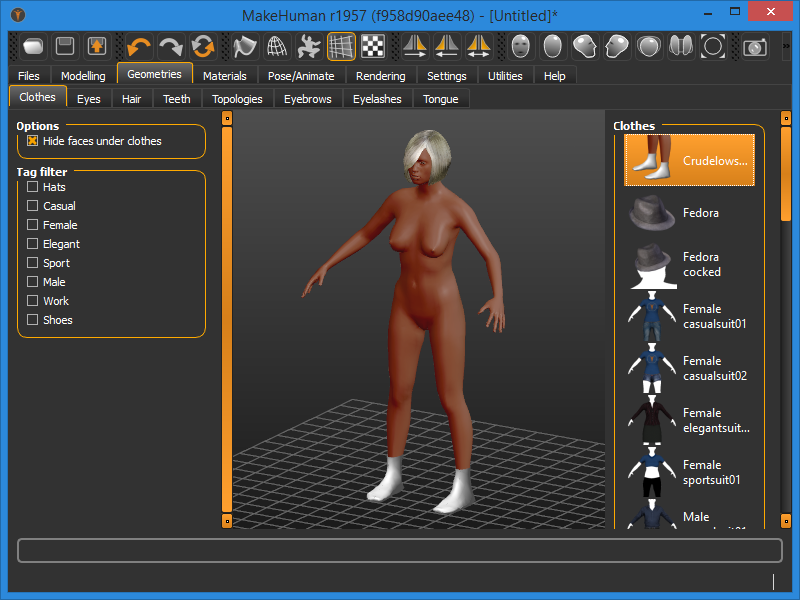 MakeHuman r1957 (f958d90aee48) - [Untitled]*
Files Modelling Geometries Materials Pose/Animate Rendering Settings Utilities Help
Clothes Eyes Hair Teeth Topologies Eyebrows Eyelashes Tongue
Options
Hide faces under clothes
Tag filter
Hats
Casual
Female
Elegant
Sport
Male
Work
Shoes
Clothes
Crudelows...
Fedora
Fedora
cocked
Female
casualsuit01
Female
casualsuit02
Female
elegantsuit...
Female
sportsuit01
Male